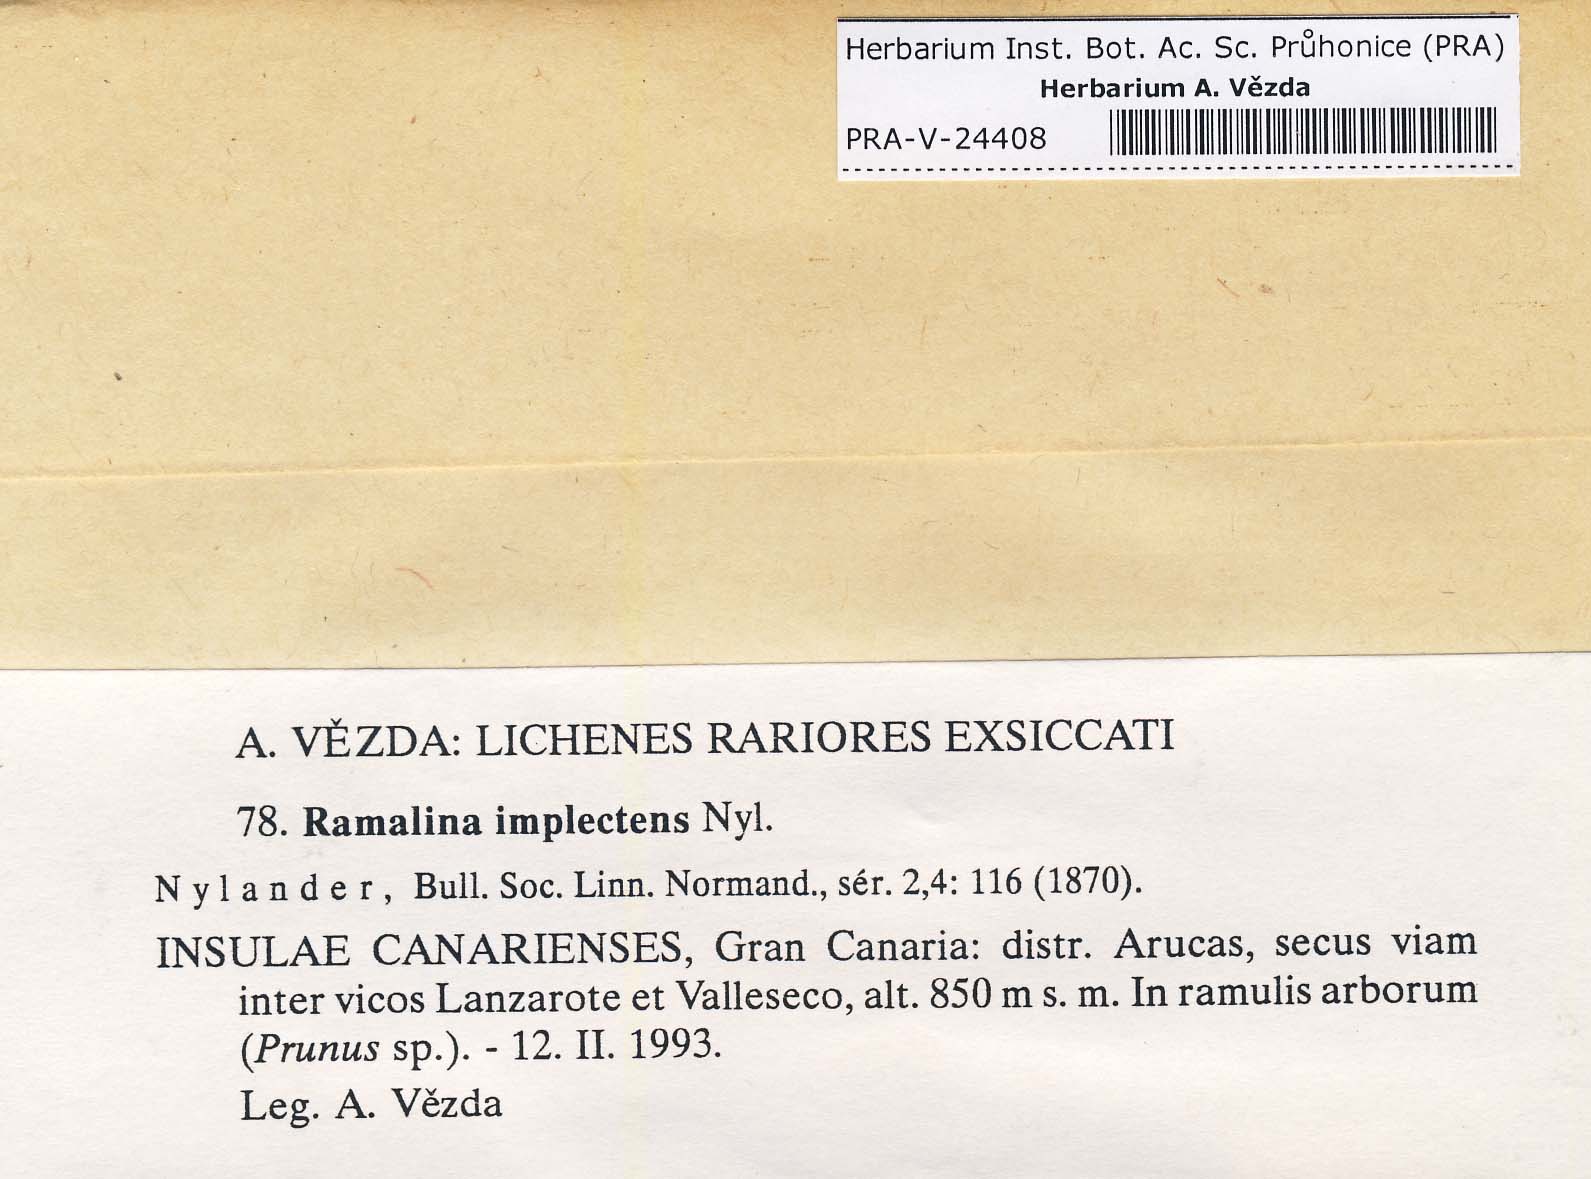 Herbarium Inst. Bot. Ac. Sc. Průhonice (PRA)
Herbarium A. Vězda
PRA-V-24408
A. VĚZDA: LICHENES RARIORES EXSICCATI
78. Ramalina implectens Nyl.
Nylander, Bull. Soc. Linn. Normand., sér. 2,4: 116 (1870).
INSULAE CANARIENSES, Gran Canaria: distr. Arucas, secus viam
inter vicos Lanzarote et Valleseco, alt. 850 m s. m. In ramulis arborum
(Prunus sp.). - 12. II. 1993.
Leg. A. Vězda